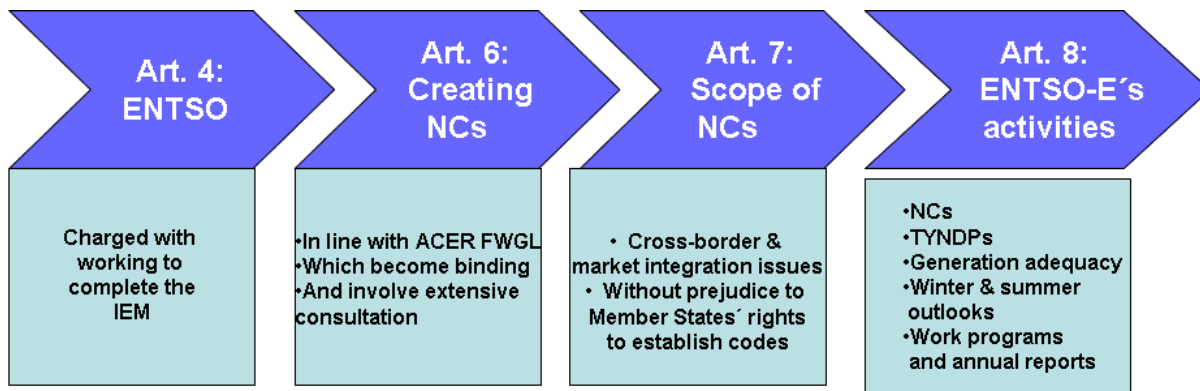 Art. 4:
ENTSO
Art. 6:
Creating
NCs
Art. 7:
Scope of
NCs
Art. 8:
ENTSO-E´s
activities
Charged with
working to
complete the
IEM
•In line with ACER FWGL
•Which become binding
•And involve extensive
consultation
• Cross-border &
market integration issues
• Without prejudice to
Member States´ rights
to establish codes
•NCs
•TYNDPs
•Generation adequacy
•Winter & summer
outlooks
•Work programs
and annual reports